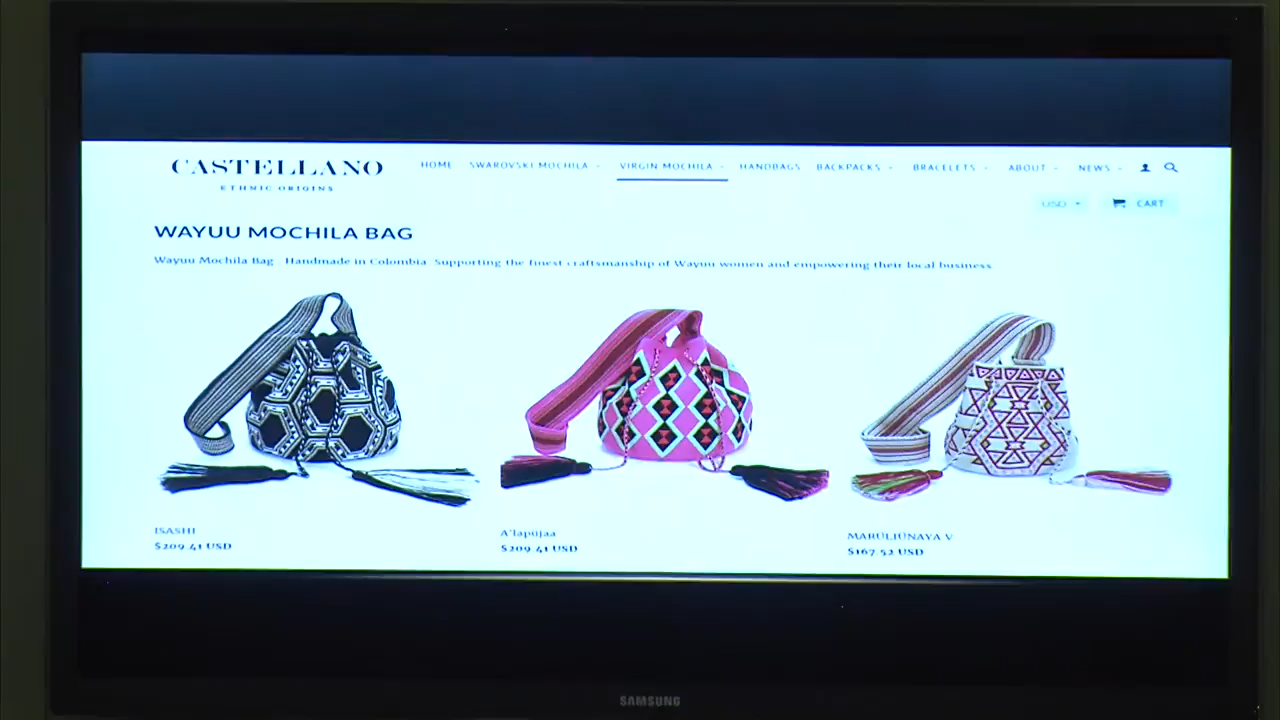 CASTELLANO
ETHNIC ORIGINS
HOME SWAROVSKI MOCHILA VIRGIN MOCHILA HANDBAGS BACKPACKS BRACELETS ABOUT NEWS
USD CART
WAYUU MOCHILA BAG
Wayuu Mochila Bag Handmade in Colombia Supporting the finest craftsmanship of Wayuu women and empowering their local business
ISASHI
$209.41 USD
A'lapüjaa
$209.41 USD
MARÜLIÜNAYA V
$167.52 USD
SAMSUNG